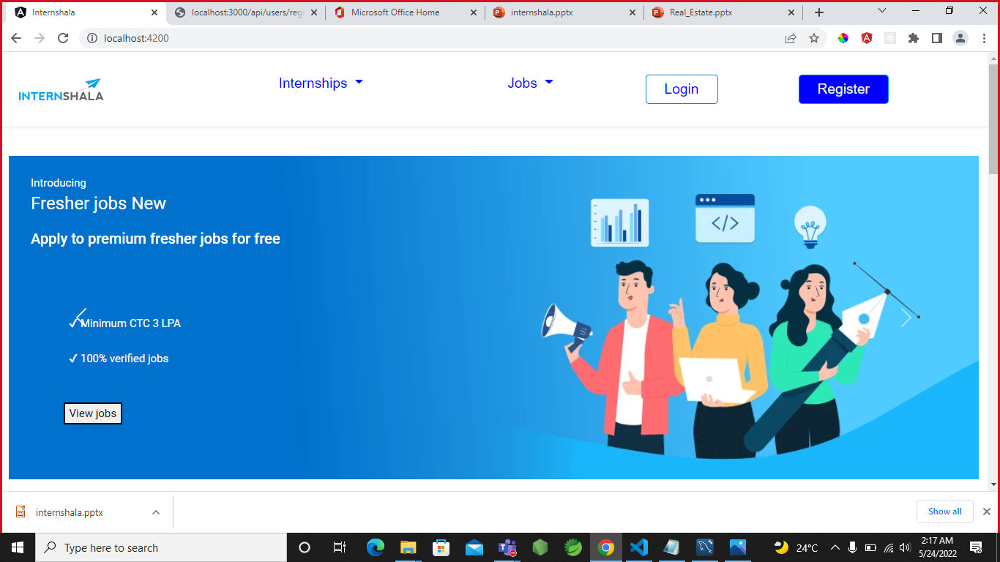 Internshala
localhost:3000/api/users/reg
Microsoft Office Home
internshala.pptx
Real_Estate.pptx
localhost:4200
INTERNSHALA
Internships
Jobs
Login
Register
Introducing
Fresher jobs New
Apply to premium fresher jobs for free
</>
✓ Minimum CTC 3 LPA
✓ 100% verified jobs
View jobs
internshala.pptx
Show all
Type here to search
24°C
2:17 AM
5/24/2022